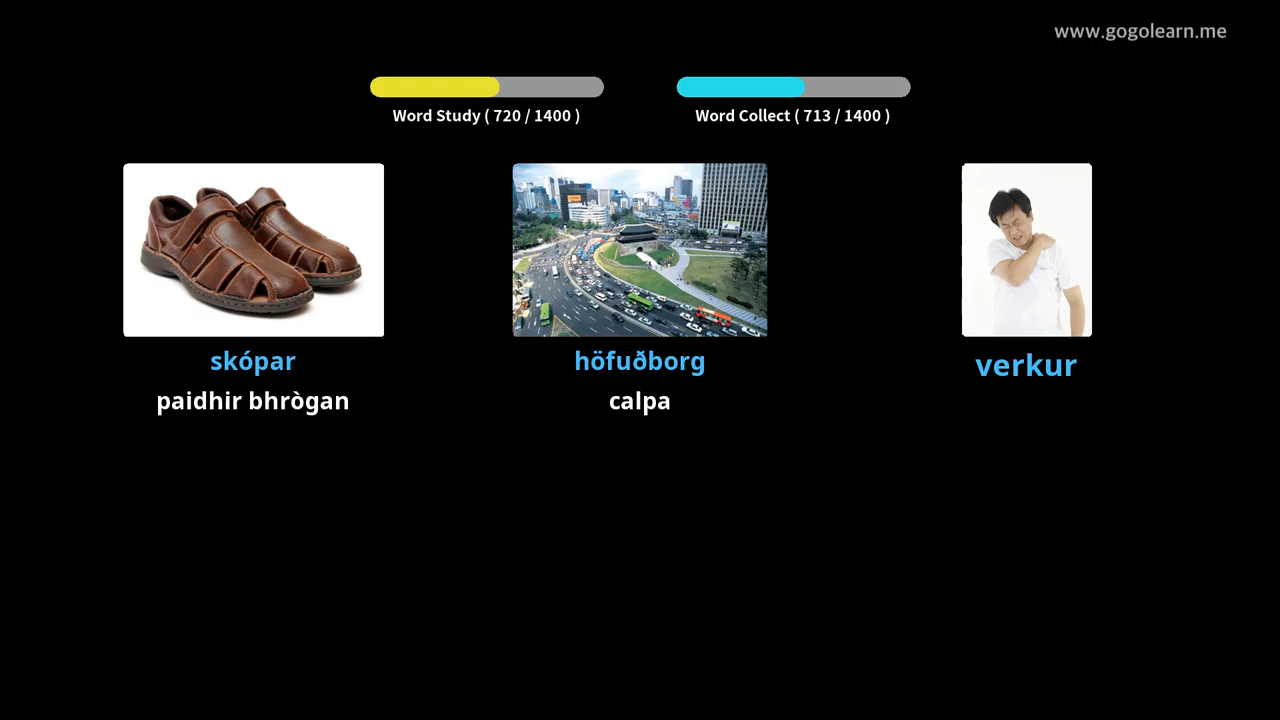 www.gogolearn.me
Word Study ( 720 / 1400 )
Word Collect ( 713 / 1400 )
skópar
höfuðborg
verkur
paidhir bhrògan
calpa